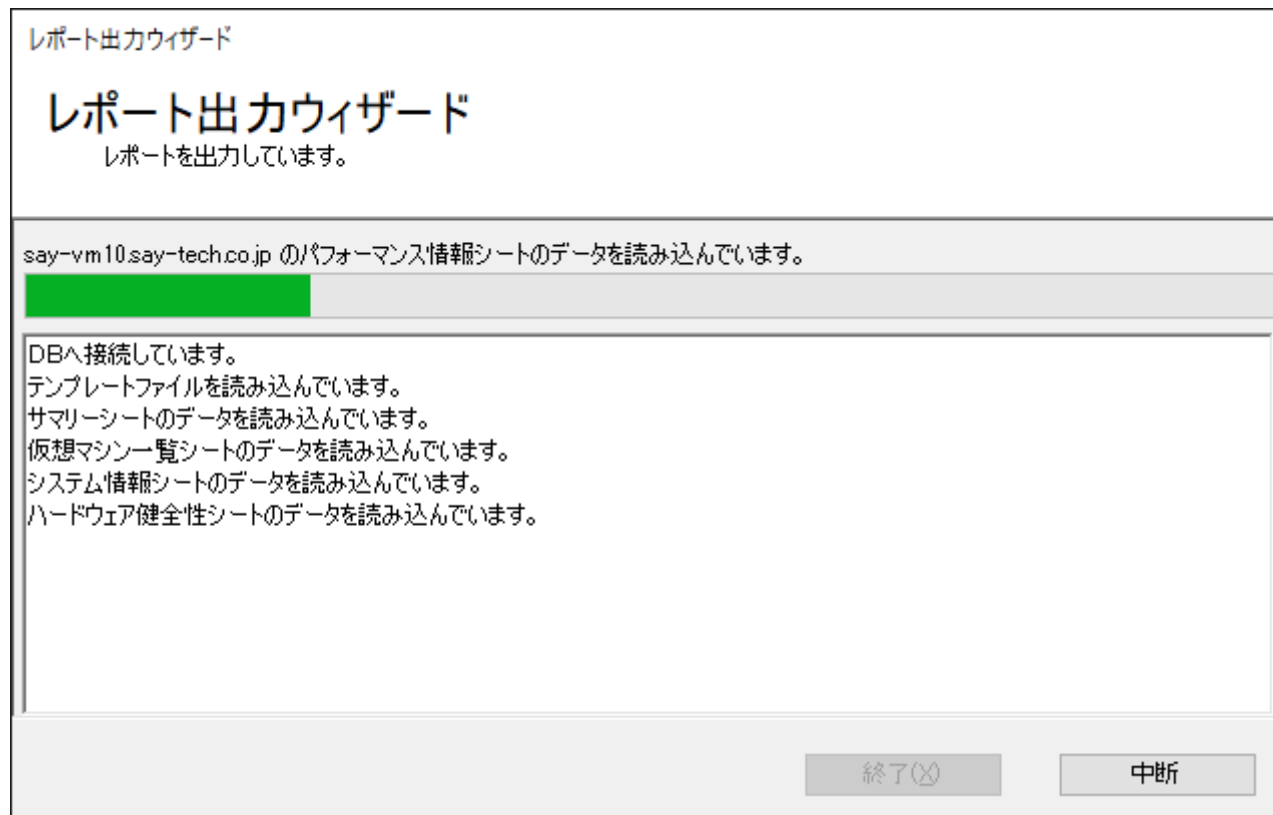 レポート出力ウィザード
レポート出力ウィザード
レポートを出力しています。
say-vm10.say-tech.co.jp のパフォーマンス情報シートのデータを読み込んでいます。
DBへ接続しています。
テンプレートファイルを読み込んでいます。
サマリーシートのデータを読み込んでいます。
仮想マシン一覧シートのデータを読み込んでいます。
システム情報シートのデータを読み込んでいます。
ハードウェア健全性シートのデータを読み込んでいます。
終了(X) 中断